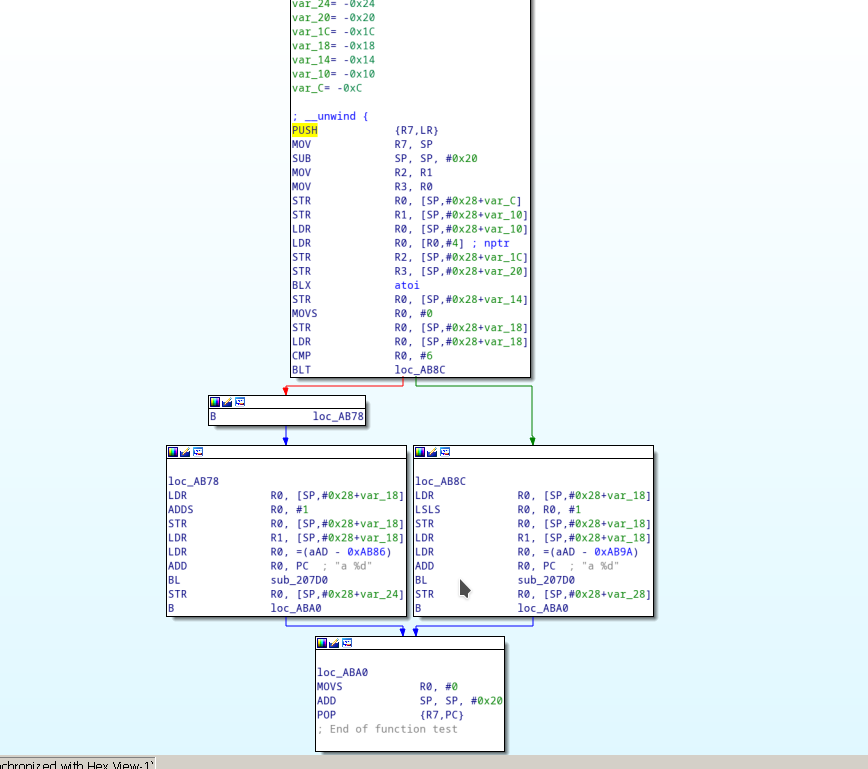 var_24= -0x24
var_20= -0x20
var_1C= -0x1C
var_18= -0x18
var_14= -0x14
var_10= -0x10
var_C= -0xC
; __unwind {
PUSH {R7,LR}
MOV R7, SP
SUB SP, SP, #0x20
MOV R2, R1
MOV R3, R0
STR R0, [SP,#0x28+var_C]
STR R1, [SP,#0x28+var_10]
LDR R0, [SP,#0x28+var_10]
LDR R0, [R0,#4] ; nptr
STR R2, [SP,#0x28+var_1C]
STR R3, [SP,#0x28+var_20]
BLX atoi
STR R0, [SP,#0x28+var_14]
MOVS R0, #0
STR R0, [SP,#0x28+var_18]
LDR R0, [SP,#0x28+var_18]
CMP R0, #6
BLT loc_AB8C
B loc_AB78
loc_AB78
LDR R0, [SP,#0x28+var_18]
ADDS R0, #1
STR R0, [SP,#0x28+var_18]
LDR R1, [SP,#0x28+var_18]
LDR R0, =(aAD - 0xAB86)
ADD R0, PC ; "a %d"
BL sub_207D0
STR R0, [SP,#0x28+var_24]
B loc_ABA0
loc_AB8C
LDR R0, [SP,#0x28+var_18]
LSLS R0, R0, #1
STR R0, [SP,#0x28+var_18]
LDR R1, [SP,#0x28+var_18]
LDR R0, =(aAD - 0xAB9A)
ADD R0, PC ; "a %d"
BL sub_207D0
STR R0, [SP,#0x28+var_28]
B loc_ABA0
loc_ABA0
MOVS R0, #0
ADD SP, SP, #0x20
POP {R7,PC}
; End of function test
nchronized with Hex View-1